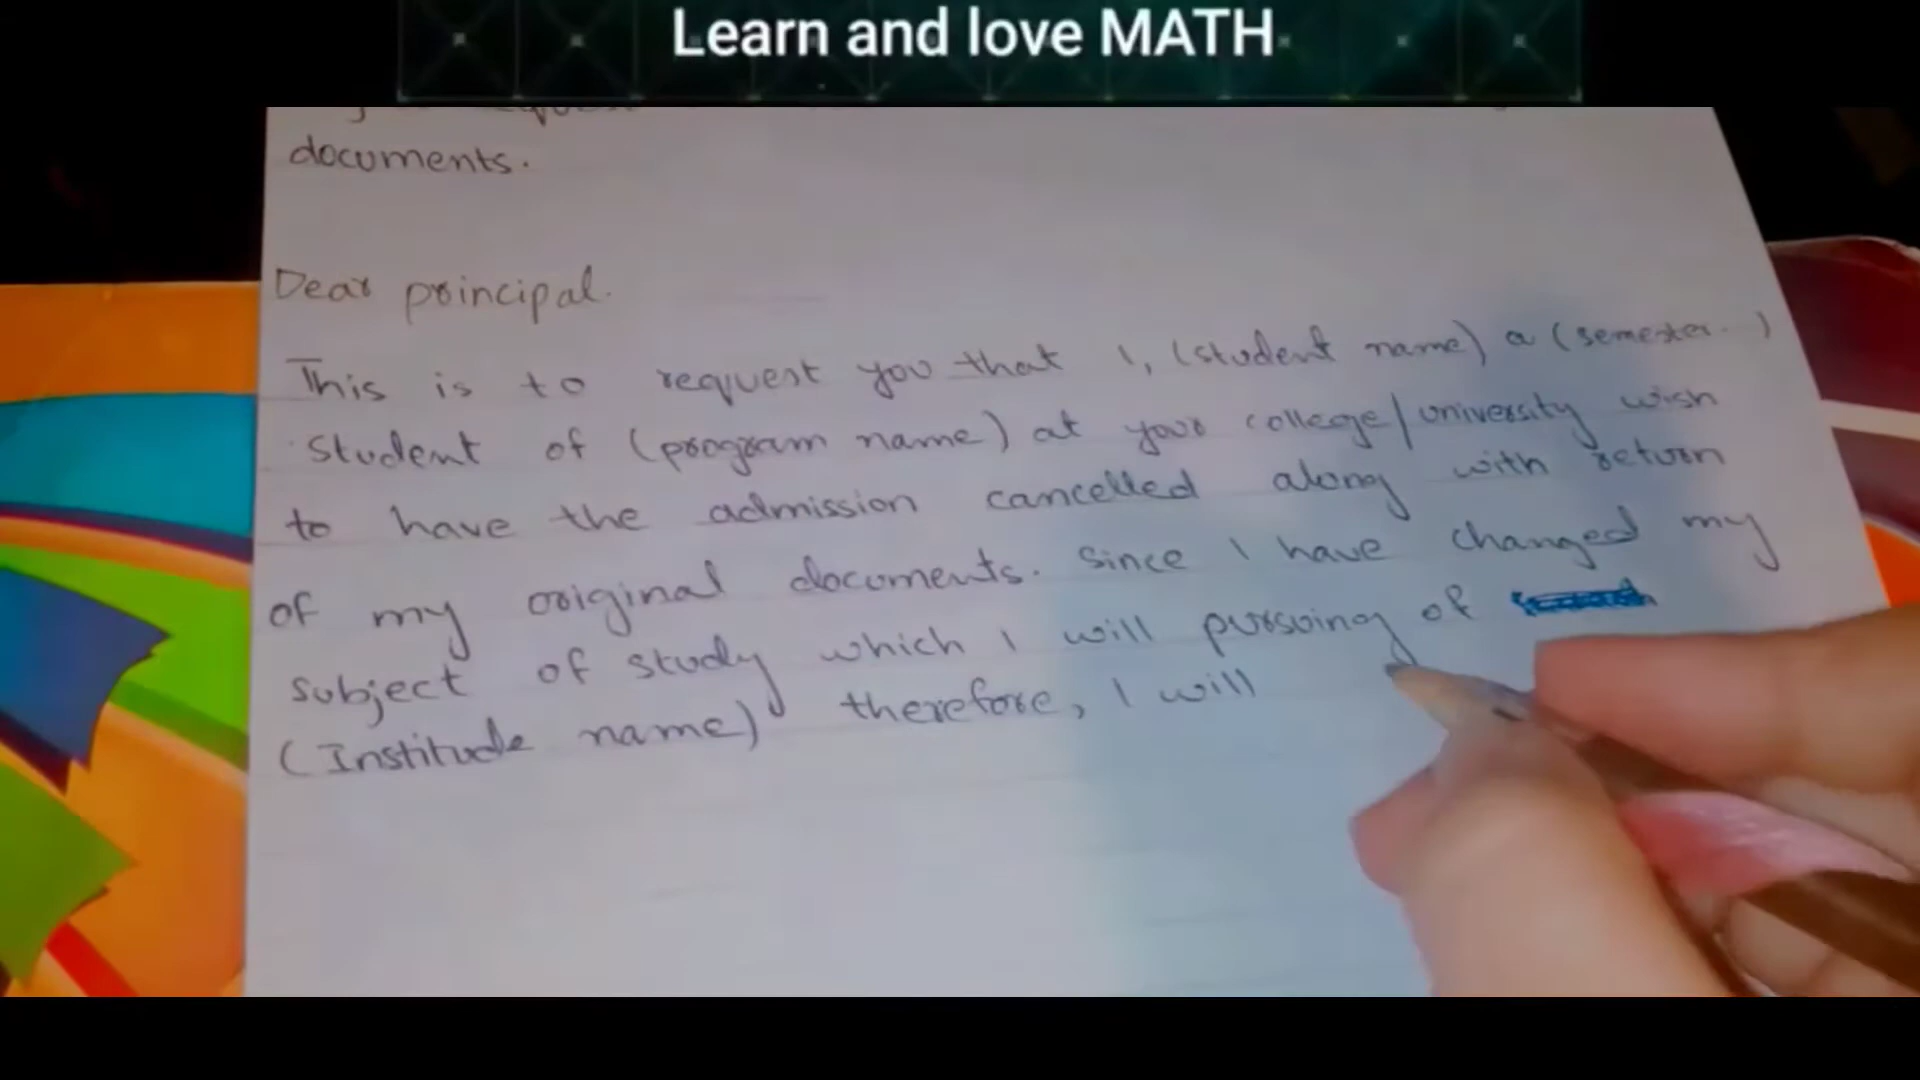 Learn and love MATH
documents.
Dear principal.
This is to request you that I, (student name) a (semester..)
student of (program name) at your college/university wish
to have the admission cancelled along with return
of my original documents. Since I have changed my
subject of study which I will pursuing of
(Institude name) therefore, I will